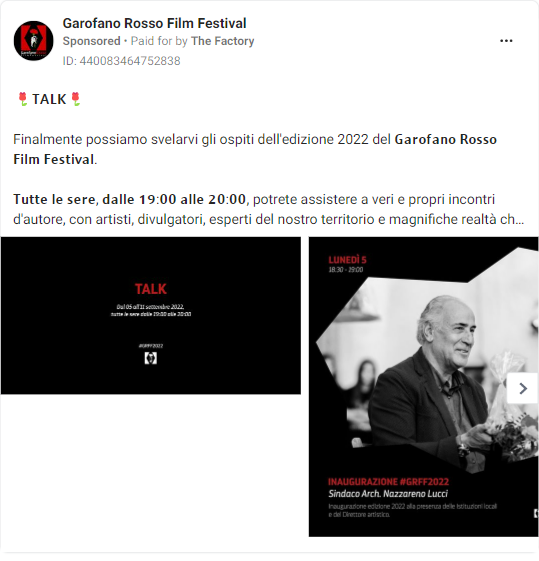 Garofano Rosso Film Festival
Sponsored • Paid for by The Factory
ID: 440083464752838
TALK
Finalmente possiamo svelarvi gli ospiti dell'edizione 2022 del Garofano Rosso
Film Festival.
Tutte le sere, dalle 19:00 alle 20:00, potrete assistere a veri e propri incontri
d'autore, con artisti, divulgatori, esperti del nostro territorio e magnifiche realtà ch...
TALK
Dal 05 all'11 settembre 2022,
tutte le sere dalle 19:00 alle 20:00
#GRFF2022
LUNEDÌ 5
18:30 - 19:00
INAUGURAZIONE #GRFF2022
Sindaco Arch. Nazzareno Lucci
Inaugurazione edizione 2022 alla presenza delle istituzioni locali
e del Direttore artistico.